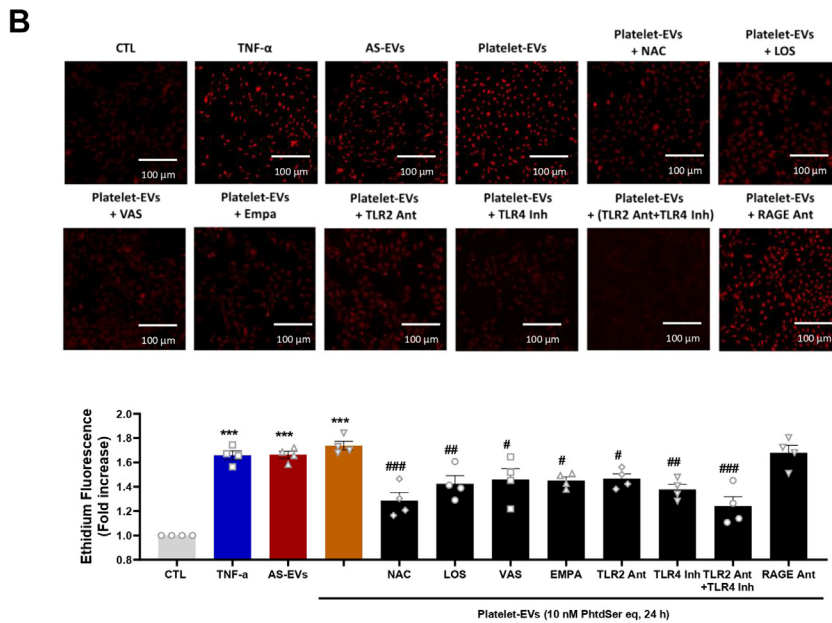 B
CTL
TNF-α
AS-EVs
Platelet-EVs
Platelet-EVs
+ NAC
Platelet-EVs
+ LOS
100 µm
100 µm
100 µm
100 µm
100 µm
100 µm
Platelet-EVs
+ VAS
Platelet-EVs
+ Empa
Platelet-EVs
+ TLR2 Ant
Platelet-EVs
+ TLR4 Inh
Platelet-EVs
+ (TLR2 Ant+TLR4 Inh)
Platelet-EVs
+ RAGE Ant
100 µm
100 µm
100 µm
100 µm
100 µm
100 µm
Ethidium Fluorescence
(Fold increase)
2.0
1.8
1.6
1.4
1.2
1.0
0.8
***
***
***
###
##
#
#
#
##
###
CTL
TNF-a
AS-EVs
NAC
LOS
VAS
EMPA
TLR2 Ant
TLR4 Inh
TLR2 Ant
+TLR4 Inh
RAGE Ant
Platelet-EVs (10 nM PhtdSer eq, 24 h)